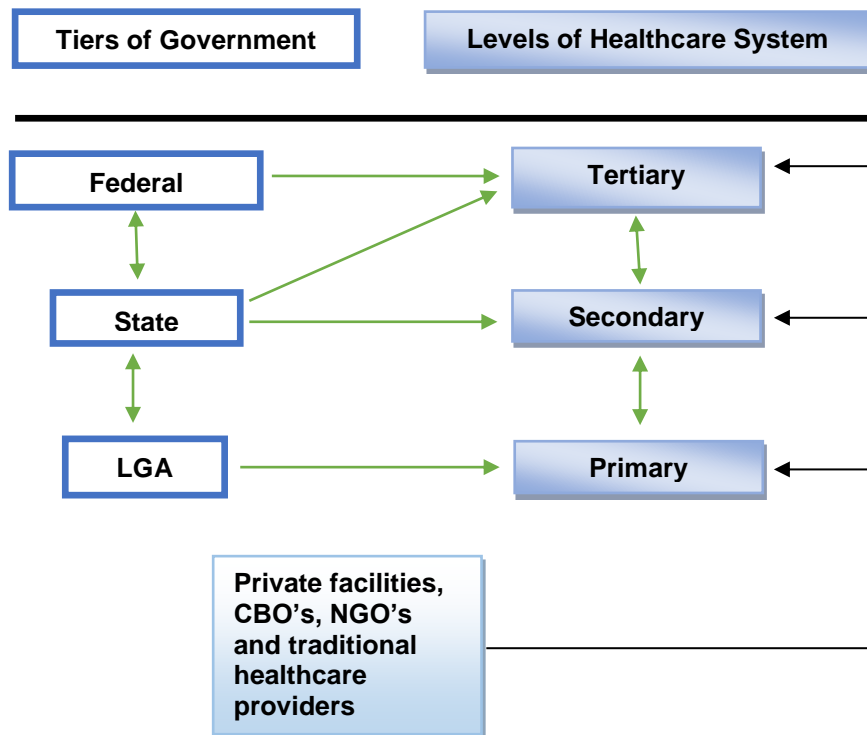 Tiers of Government
Levels of Healthcare System
Federal
Tertiary
State
Secondary
LGA
Primary
Private facilities,
CBO’s, NGO’s
and traditional
healthcare
providers